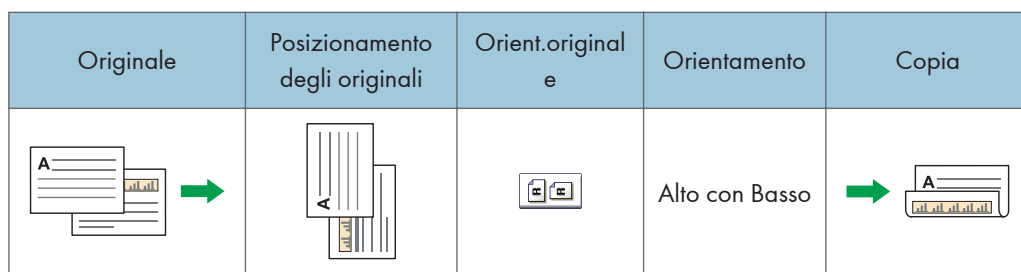 Originale
Posizionamento
degli originali
Orient.original
e
Orientamento
Copia
A
A
R R
Alto con Basso
A